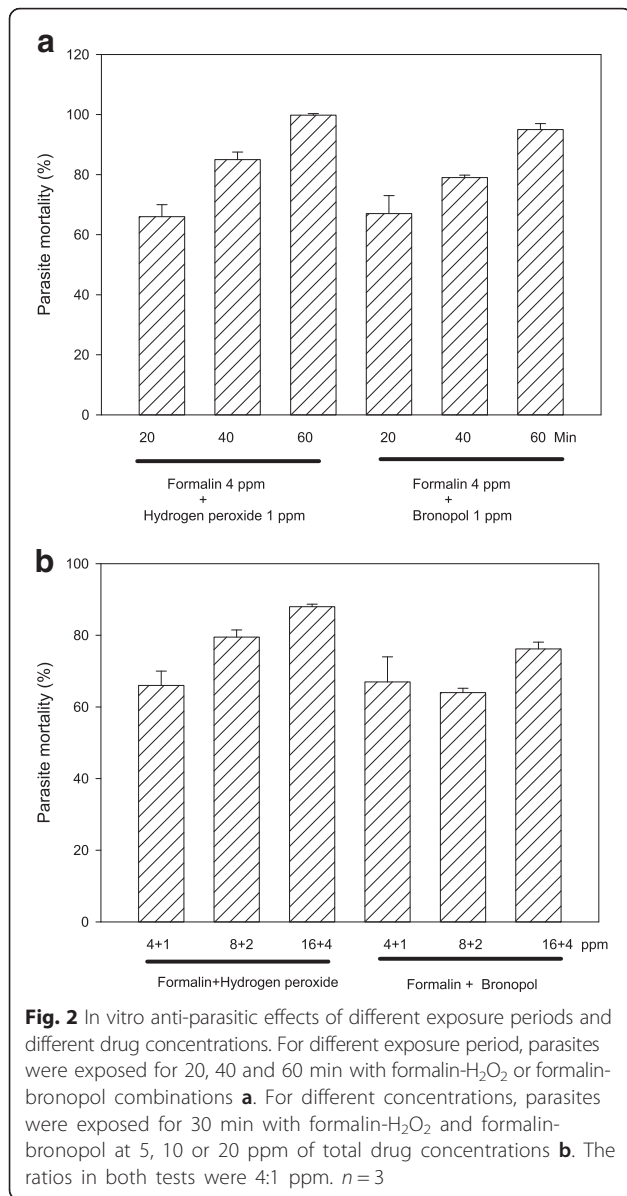 a
120
100
80
60
40
20
0
Parasite mortality (%)
20 40 60 20 40 60 Min
Formalin 4 ppm
+
Hydrogen peroxide 1 ppm
Formalin 4 ppm
+
Bronopol 1 ppm
b
100
80
60
40
20
0
Parasite mortality (%)
4+1 8+2 16+4 4+1 8+2 16+4 ppm
Formalin+Hydrogen peroxide
Formalin + Bronopol
Fig. 2 In vitro anti-parasitic effects of different exposure periods and
different drug concentrations. For different exposure period, parasites
were exposed for 20, 40 and 60 min with formalin-H₂O₂ or formalin-
bronopol combinations a. For different concentrations, parasites
were exposed for 30 min with formalin-H₂O₂ and formalin-
bronopol at 5, 10 or 20 ppm of total drug concentrations b. The
ratios in both tests were 4:1 ppm. n = 3